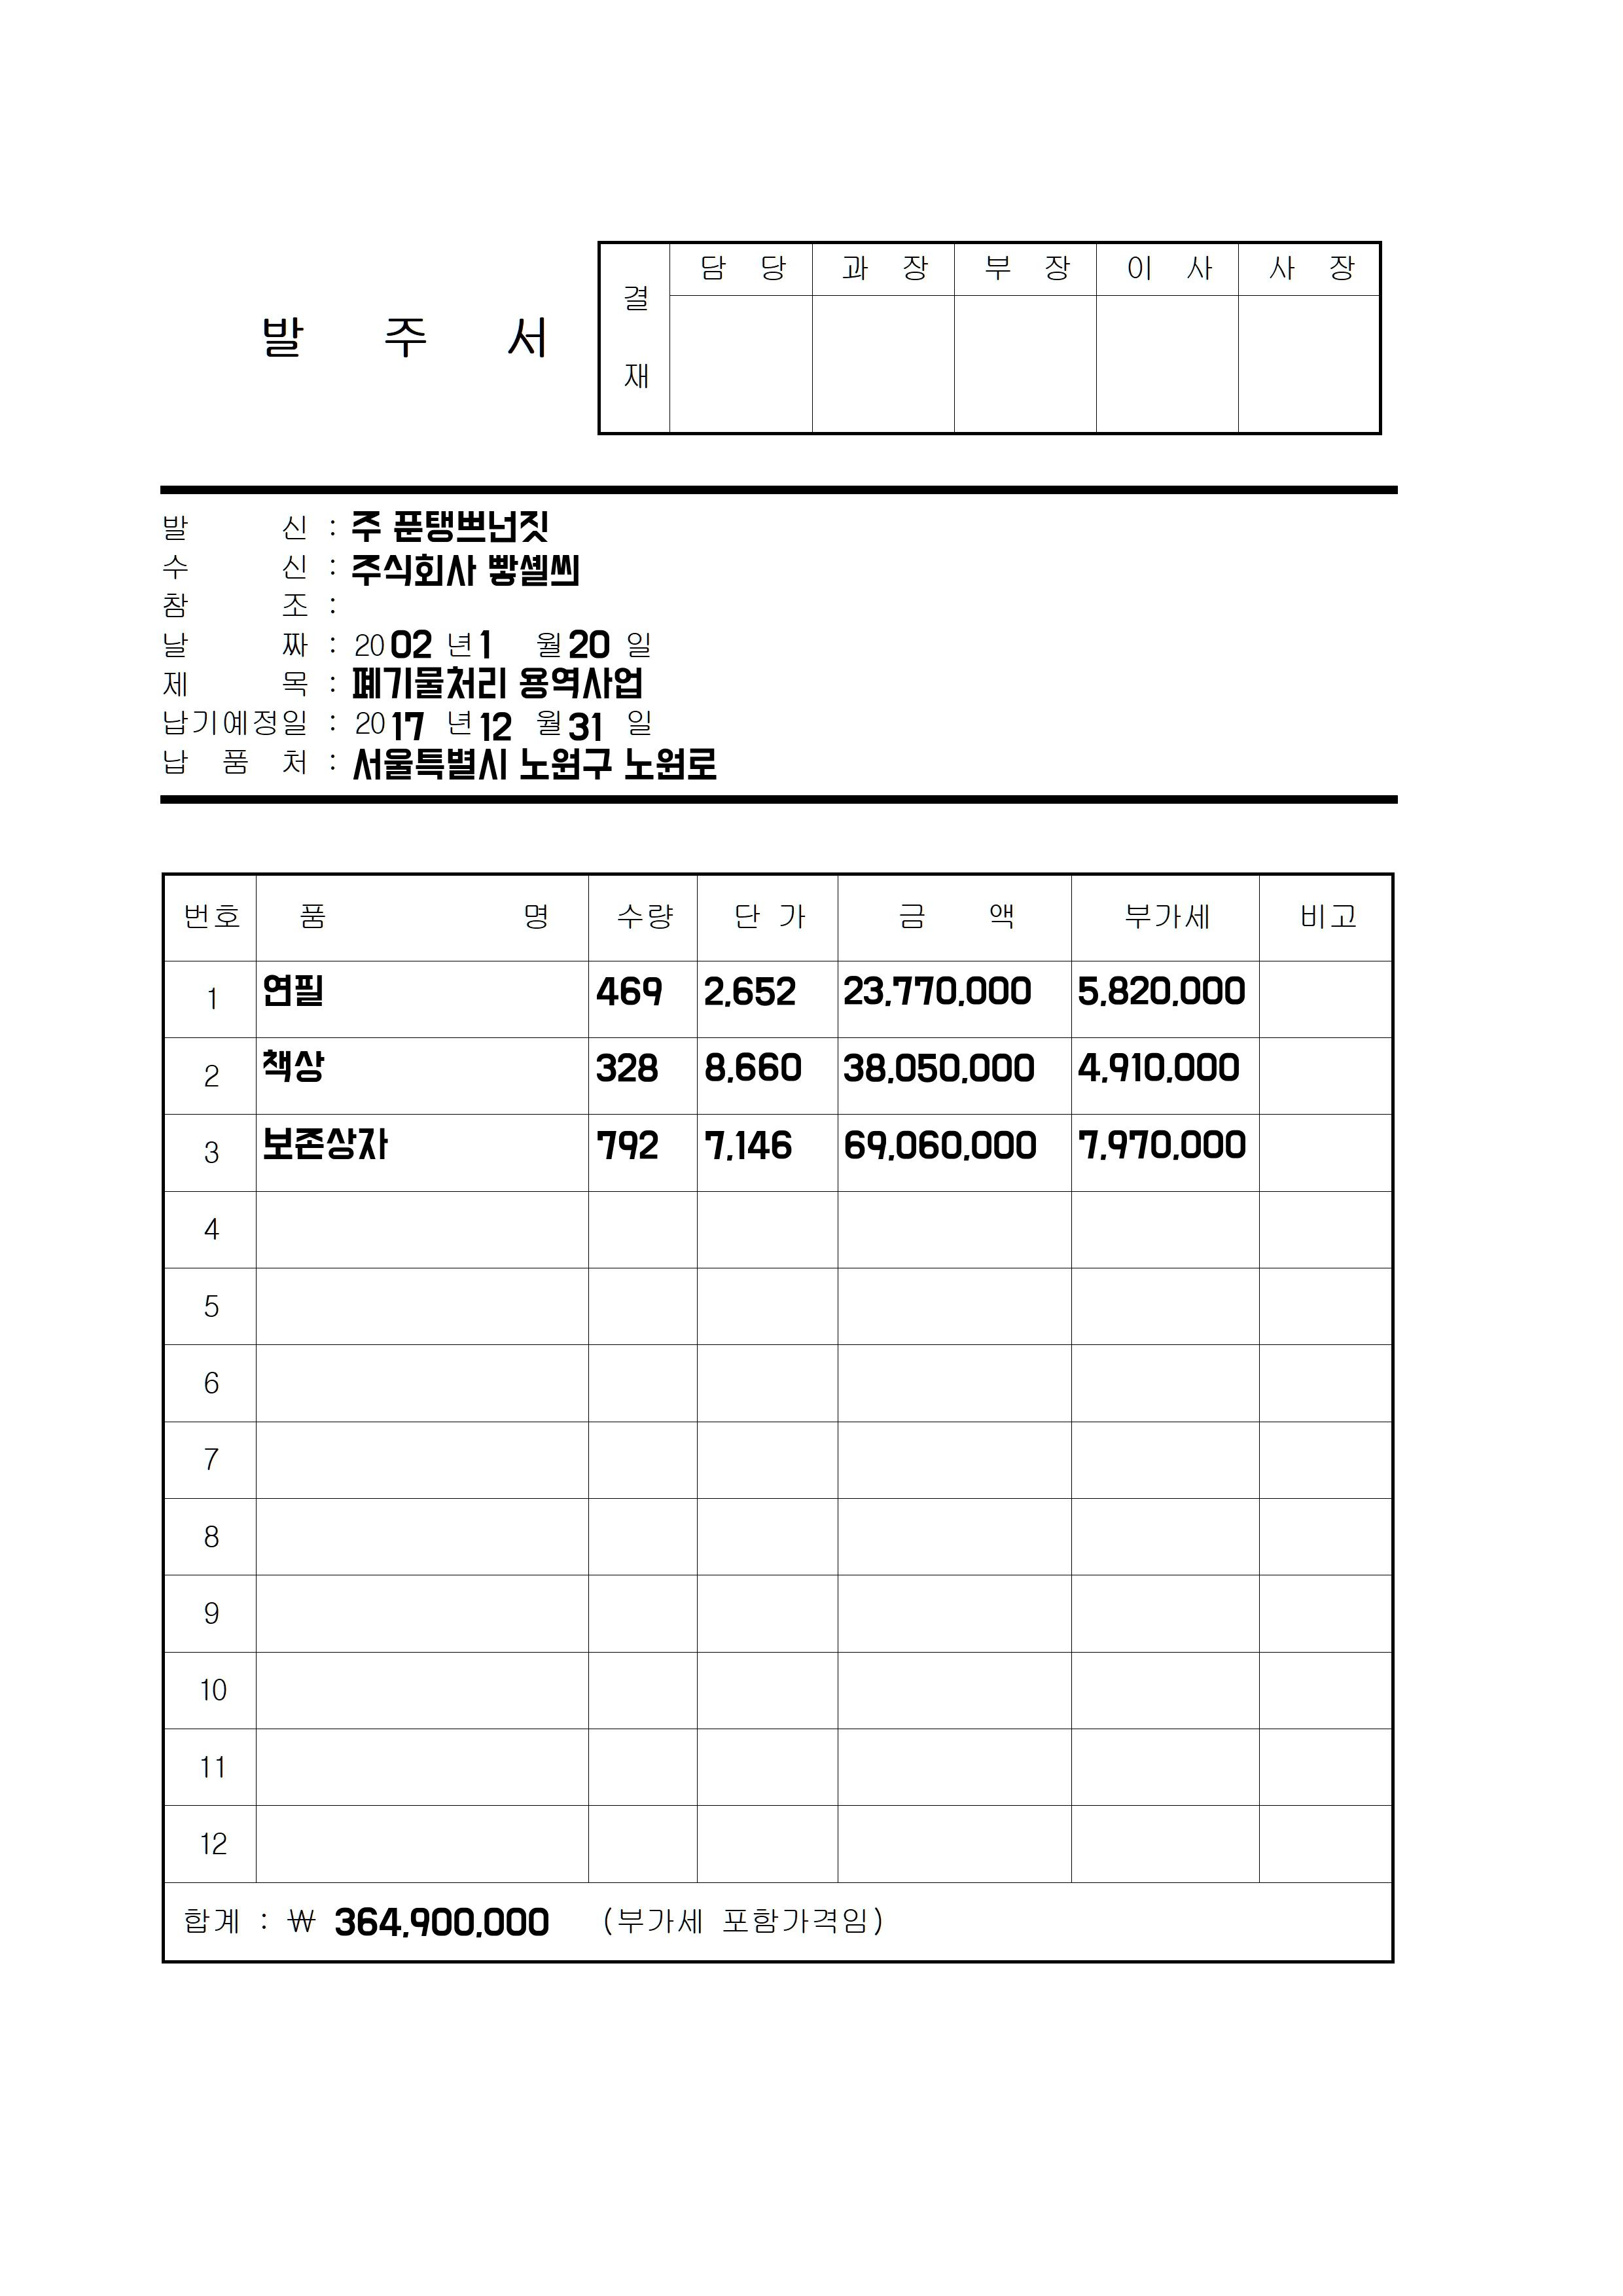 발 주 서
결 재
담 당 과 장 부 장 이 사 사 장
발 신 : 주 푼탱쁘넌짓
수 신 : 주식회사 빻셀씌
참 조 :
날 짜 : 2002 년 1 월 20 일
제 목 : 폐기물처리 용역사업
납기예정일 : 2017 년 12 월 31 일
납 품 처 : 서울특별시 노원구 노원로
번호 품 명 수량 단 가 금 액 부가세 비고
1 연필 469 2,652 23,770,000 5,820,000
2 책상 328 8,660 38,050,000 4,910,000
3 보존상자 792 7,146 69,060,000 7,970,000
4
5
6
7
8
9
10
11
12
합계 : ₩ 364,900,000 (부가세 포함가격임)